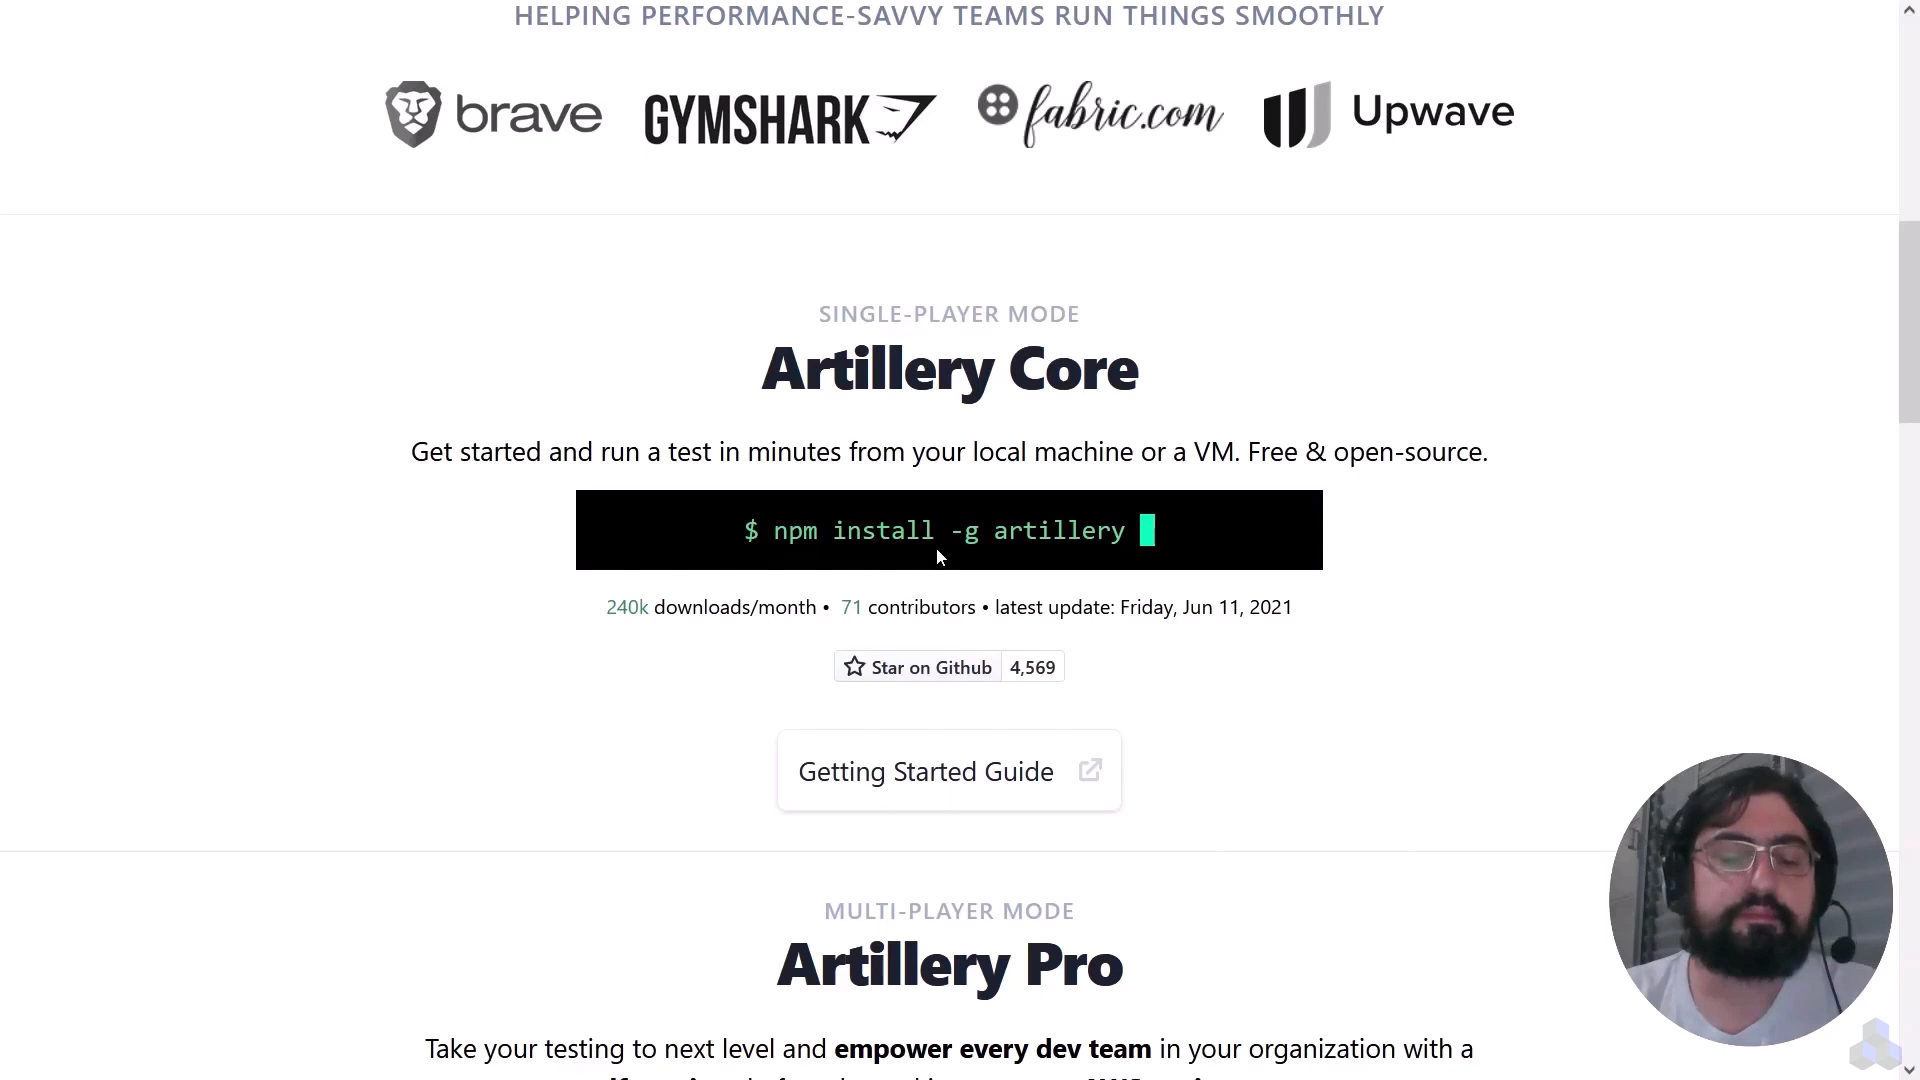 HELPING PERFORMANCE-SAVVY TEAMS RUN THINGS SMOOTHLY
brave GYMSHARK fabric.com Upwave
SINGLE-PLAYER MODE
Artillery Core
Get started and run a test in minutes from your local machine or a VM. Free & open-source.
$ npm install -g artillery
240k downloads/month • 71 contributors • latest update: Friday, Jun 11, 2021
Star on Github 4,569
Getting Started Guide
MULTI-PLAYER MODE
Artillery Pro
Take your testing to next level and empower every dev team in your organization with a